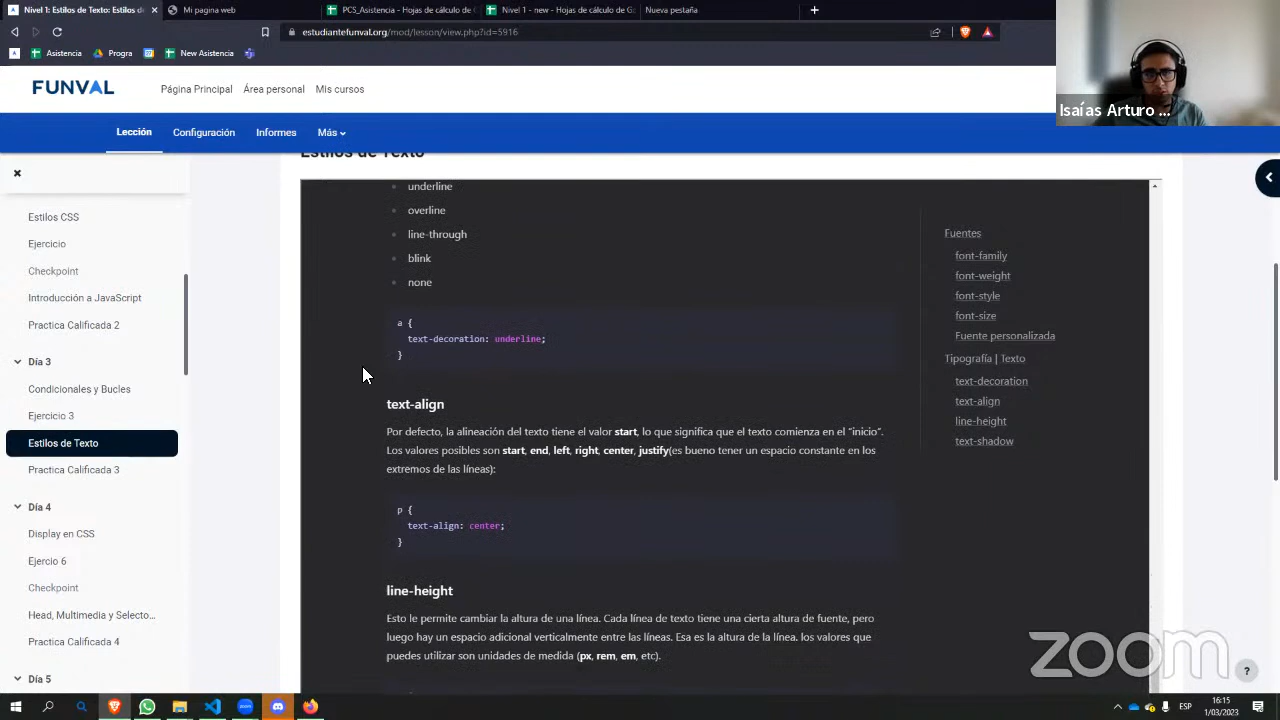 Nivel 1: Estilos de Texto: Es
Mi pagina web
PCS_Asistencia - Hojas de cálculo de
Nivel 1 - new - Hojas de cálculo de G
Nueva pestaña
estudiantefunval.org/mod/lesson/view.php?id=5916
Asistencia
Progra
New Asistencia
FUNVAL
Página Principal
Área personal
Mis cursos
Isaías Arturo ...
Lección
Configuración
Informes
Más
Estilos de Texto
Estilos CSS
Ejercicio
Checkpoint
Introducción a JavaScript
Practica Calificada 2
Día 3
Condicionales y Bucles
Ejercicio 3
Estilos de Texto
Practica Calificada 3
Día 4
Display en CSS
Ejercio 6
Checkpoint
Head, Multimedia y Selecto...
Practica Calificada 4
Día 5
underline
overline
line-through
blink
none
a {
text-decoration: underline;
}
text-align
Por defecto, la alineación del texto tiene el valor start, lo que significa que el texto comienza en el "inicio".
Los valores posibles son start, end, left, right, center, justify(es bueno tener un espacio constante en los
extremos de las líneas):
p {
text-align: center;
}
line-height
Esto le permite cambiar la altura de una línea. Cada línea de texto tiene una cierta altura de fuente, pero
luego hay un espacio adicional verticalmente entre las líneas. Esa es la altura de la línea. los valores que
puedes utilizar son unidades de medida (px, rem, em, etc).
Fuentes
font-family
font-weight
font-style
font-size
Fuente personalizada
Tipografía | Texto
text-decoration
text-align
line-height
text-shadow
zoom
?
ESP
16:15
1/03/2023